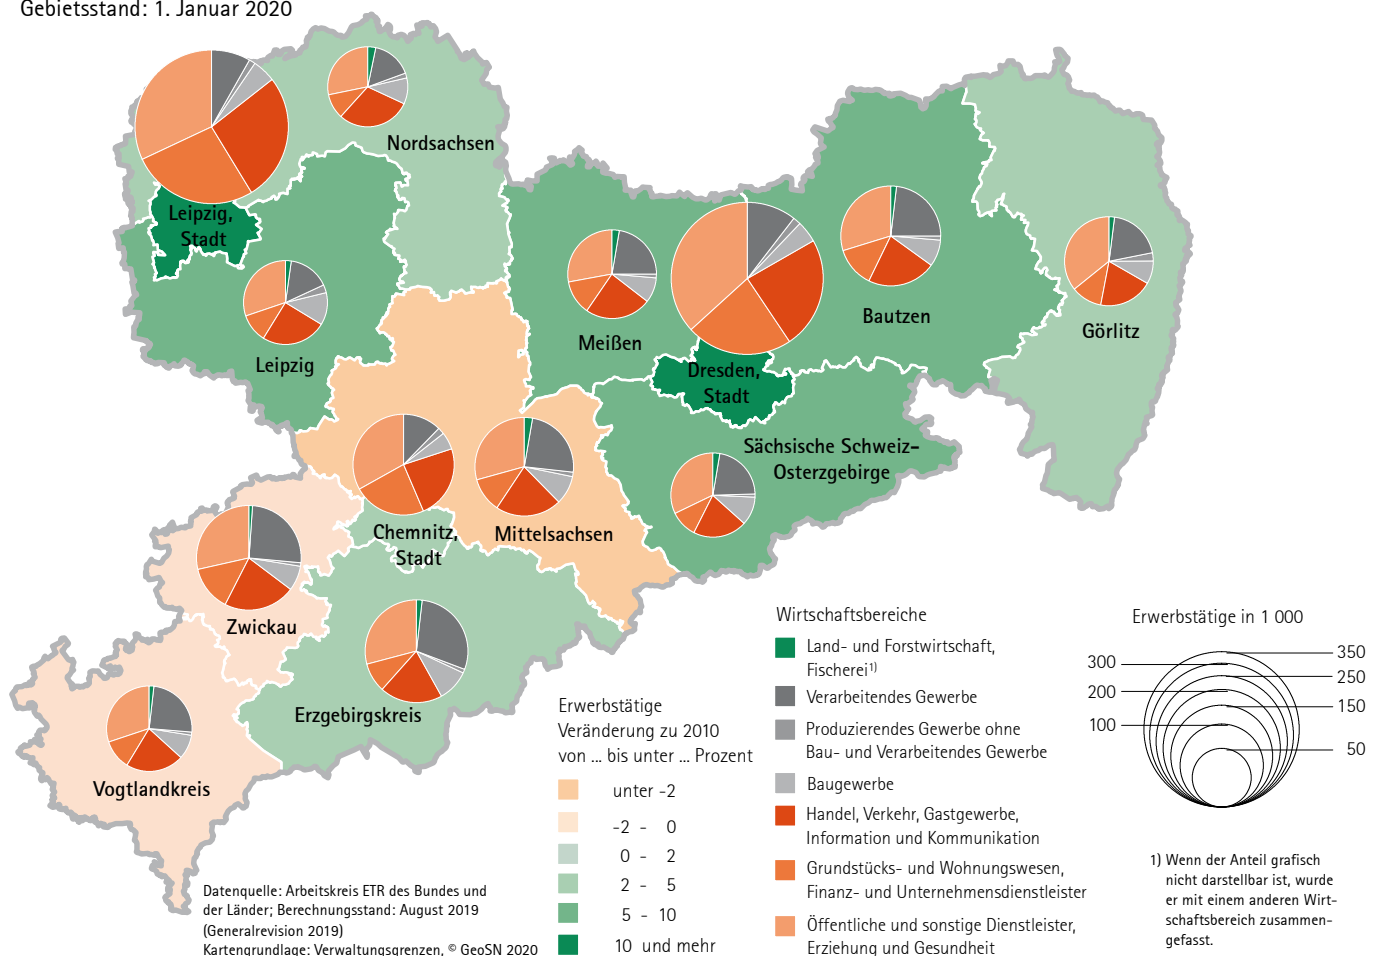 Gebietsstand: 1. Januar 2020
Nordsachsen
Leipzig,
Stadt
Leipzig
Meißen
Dresden,
Stadt
Bautzen
Görlitz
Sächsische Schweiz-
Osterzgebirge
Chemnitz,
Stadt
Mittelsachsen
Zwickau
Erzgebirgskreis
Vogtlandkreis
Datenquelle: Arbeitskreis ETR des Bundes und
der Länder; Berechnungsstand: August 2019
(Generalrevision 2019)
Kartengrundlage: Verwaltungsgrenzen, © GeoSN 2020
Erwerbstätige
Veränderung zu 2010
von ... bis unter ... Prozent
unter -2
-2 - 0
0 - 2
2 - 5
5 - 10
10 und mehr
Wirtschaftsbereiche
Land- und Forstwirtschaft,
Fischerei¹⁾
Verarbeitendes Gewerbe
Produzierendes Gewerbe ohne
Bau- und Verarbeitendes Gewerbe
Baugewerbe
Handel, Verkehr, Gastgewerbe,
Information und Kommunikation
Grundstücks- und Wohnungswesen,
Finanz- und Unternehmensdienstleister
Öffentliche und sonstige Dienstleister,
Erziehung und Gesundheit
Erwerbstätige in 1 000
350
300
250
200
150
100
50
1) Wenn der Anteil grafisch
nicht darstellbar ist, wurde
er mit einem anderen Wirt-
schaftsbereich zusammen-
gefasst.